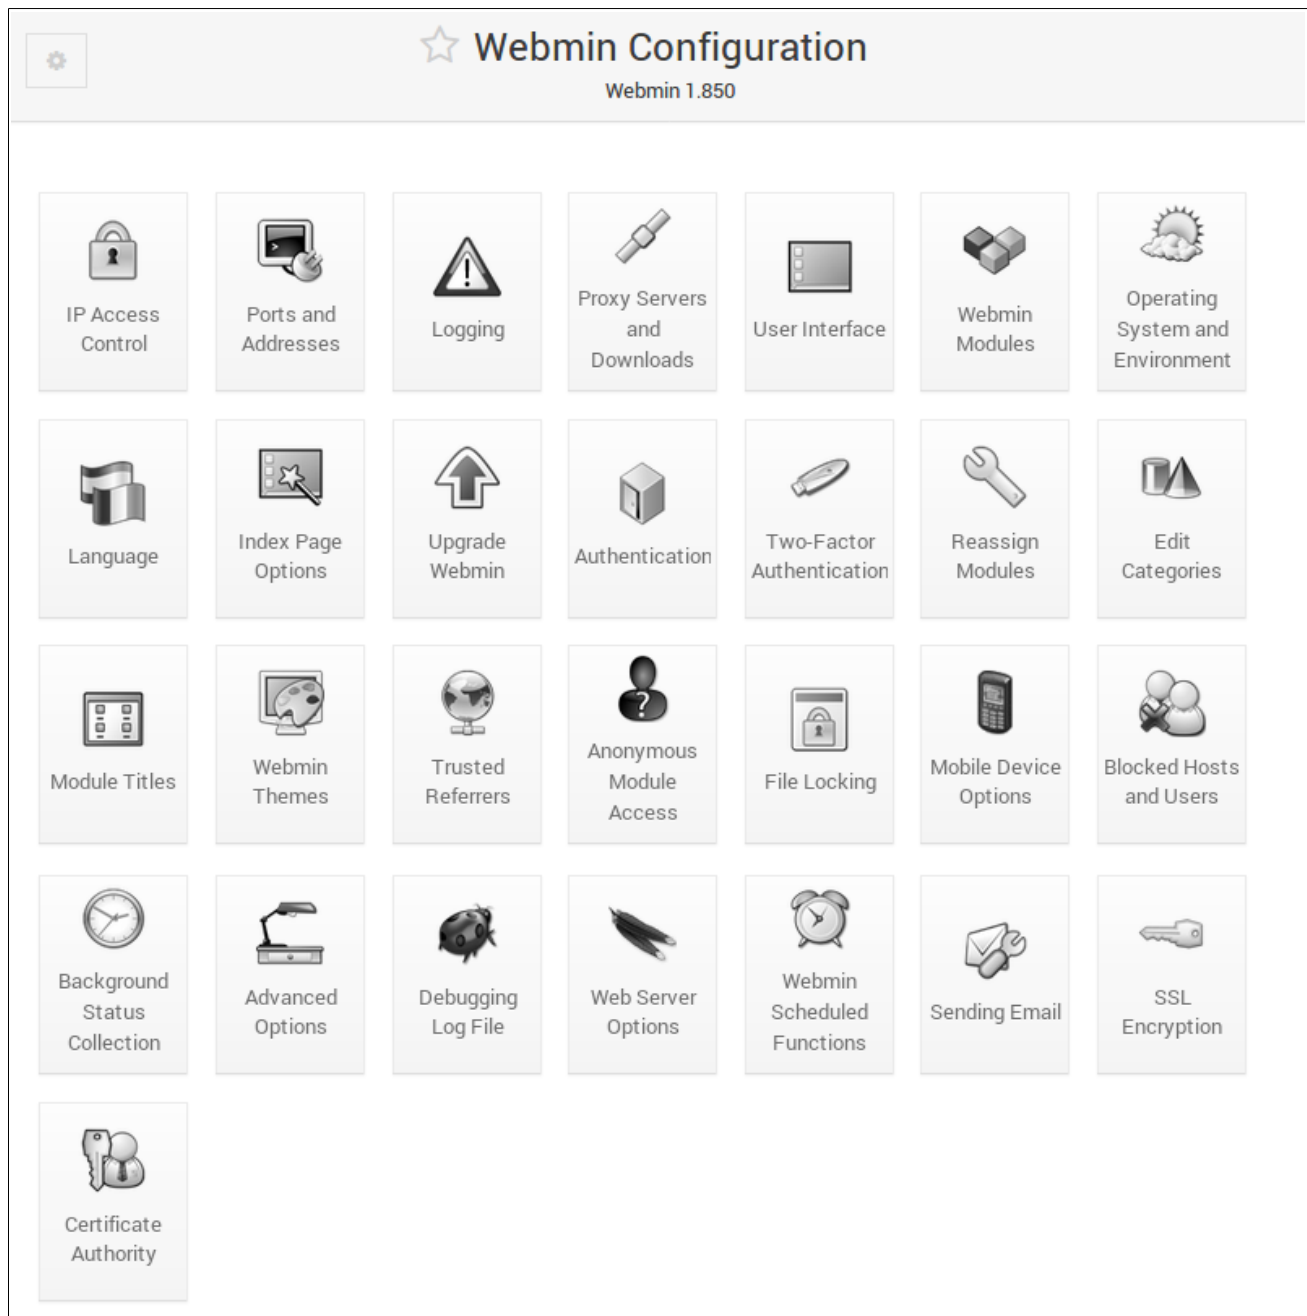 Webmin Configuration
Webmin 1.850
IP Access
Control
Ports and
Addresses
Logging
Proxy Servers
and
Downloads
User Interface
Webmin
Modules
Operating
System and
Environment
Language
Index Page
Options
Upgrade
Webmin
Authentication
Two-Factor
Authentication
Reassign
Modules
Edit
Categories
Module Titles
Webmin
Themes
Trusted
Referrers
Anonymous
Module
Access
File Locking
Mobile Device
Options
Blocked Hosts
and Users
Background
Status
Collection
Advanced
Options
Debugging
Log File
Web Server
Options
Webmin
Scheduled
Functions
Sending Email
SSL
Encryption
Certificate
Authority